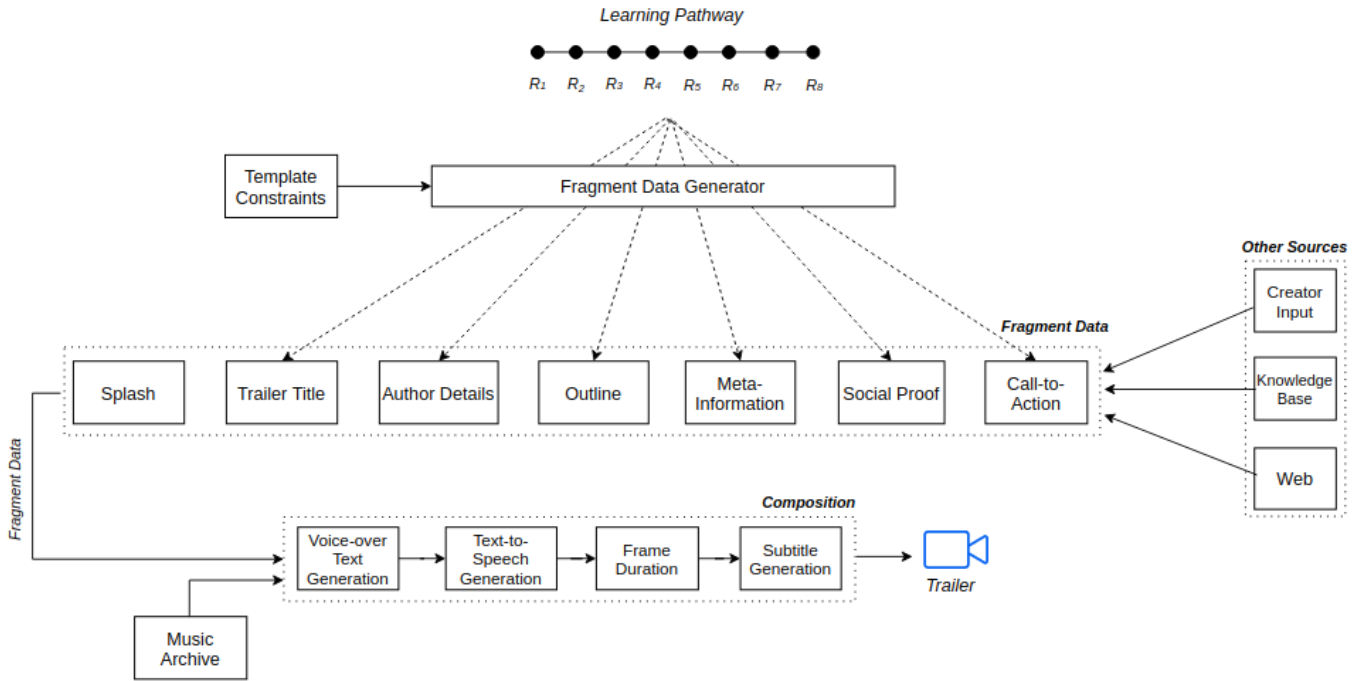 Learning Pathway
R1 R2 R3 R4 R5 R6 R7 R8
Template
Constraints
Fragment Data Generator
Other Sources
Creator
Input
Knowledge
Base
Web
Fragment Data
Splash
Trailer Title
Author Details
Outline
Meta-
Information
Social Proof
Call-to-
Action
Fragment Data
Composition
Voice-over
Text
Generation
Text-to-
Speech
Generation
Frame
Duration
Subtitle
Generation
Trailer
Music
Archive